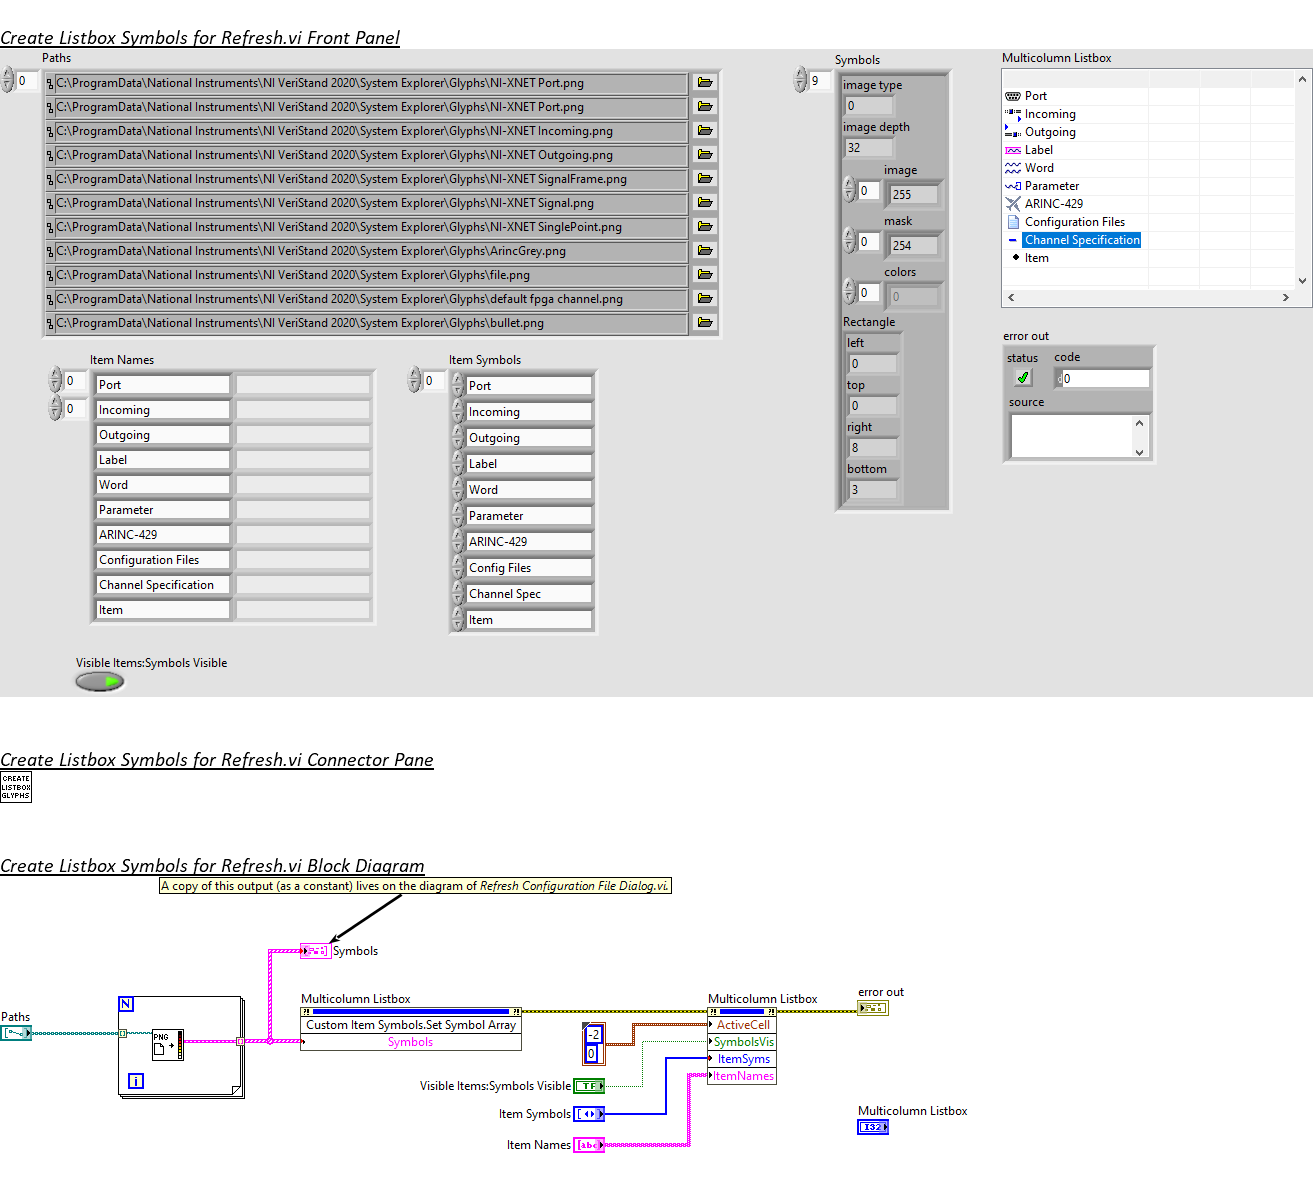 Create Listbox Symbols for Refresh.vi Front Panel
Paths
0
C:\ProgramData\National Instruments\NI VeriStand 2020\System Explorer\Glyphs\NI-XNET Port.png
C:\ProgramData\National Instruments\NI VeriStand 2020\System Explorer\Glyphs\NI-XNET Port.png
C:\ProgramData\National Instruments\NI VeriStand 2020\System Explorer\Glyphs\NI-XNET Incoming.png
C:\ProgramData\National Instruments\NI VeriStand 2020\System Explorer\Glyphs\NI-XNET Outgoing.png
C:\ProgramData\National Instruments\NI VeriStand 2020\System Explorer\Glyphs\NI-XNET SignalFrame.png
C:\ProgramData\National Instruments\NI VeriStand 2020\System Explorer\Glyphs\NI-XNET Signal.png
C:\ProgramData\National Instruments\NI VeriStand 2020\System Explorer\Glyphs\NI-XNET SinglePoint.png
C:\ProgramData\National Instruments\NI VeriStand 2020\System Explorer\Glyphs\ArincGrey.png
C:\ProgramData\National Instruments\NI VeriStand 2020\System Explorer\Glyphs\file.png
C:\ProgramData\National Instruments\NI VeriStand 2020\System Explorer\Glyphs\default fpga channel.png
C:\ProgramData\National Instruments\NI VeriStand 2020\System Explorer\Glyphs\bullet.png
Item Names
0
0
Port
Incoming
Outgoing
Label
Word
Parameter
ARINC-429
Configuration Files
Channel Specification
Item
Item Symbols
0
Port
Incoming
Outgoing
Label
Word
Parameter
ARINC-429
Config Files
Channel Spec
Item
Visible Items:Symbols Visible
Symbols
9
image type
0
image depth
32
image
0
255
mask
0
254
colors
0
0
Rectangle
left
0
top
0
right
8
bottom
3
Multicolumn Listbox
Port
Incoming
Outgoing
Label
Word
Parameter
ARINC-429
Configuration Files
Channel Specification
Item
error out
status
code
d0
source
Create Listbox Symbols for Refresh.vi Connector Pane
CREATE
LISTBOX
GLYPHS
Create Listbox Symbols for Refresh.vi Block Diagram
A copy of this output (as a constant) lives on the diagram of Refresh Configuration File Dialog.vi.
Symbols
Paths
N
PNG
i
Multicolumn Listbox
?!
?!
Custom Item Symbols.Set Symbol Array
Symbols
-2
0
Multicolumn Listbox
?!
?!
ActiveCell
SymbolsVis
ItemSyms
ItemNames
error out
Visible Items:Symbols Visible
TF
Item Symbols
Item Names
abc
Multicolumn Listbox
I32